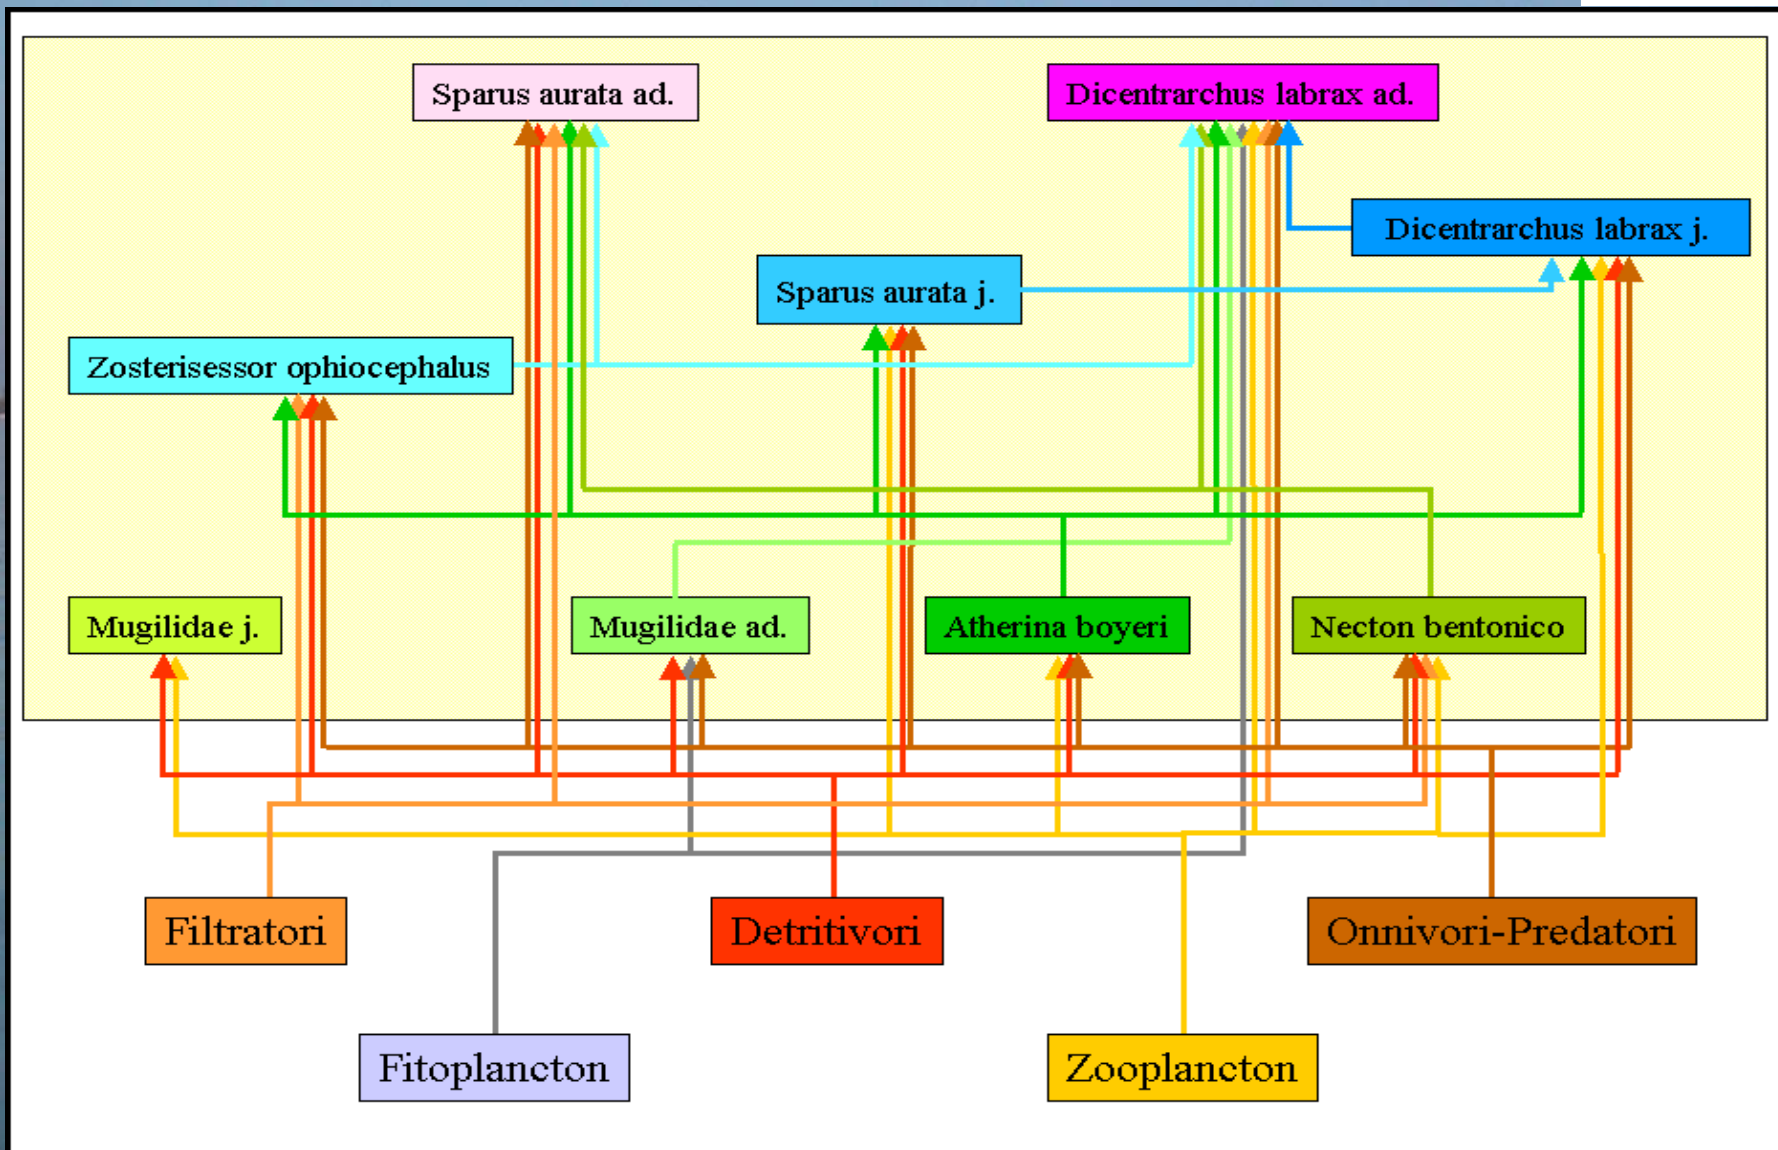 Sparus aurata ad.
Dicentrarchus labrax ad.
Dicentrarchus labrax j.
Sparus aurata j.
Zosterisessor ophiocephalus
Mugilidae j.
Mugilidae ad.
Atherina boyeri
Necton bentonico
Filtratori
Detritivori
Onnivori-Predatori
Fitoplancton
Zooplancton